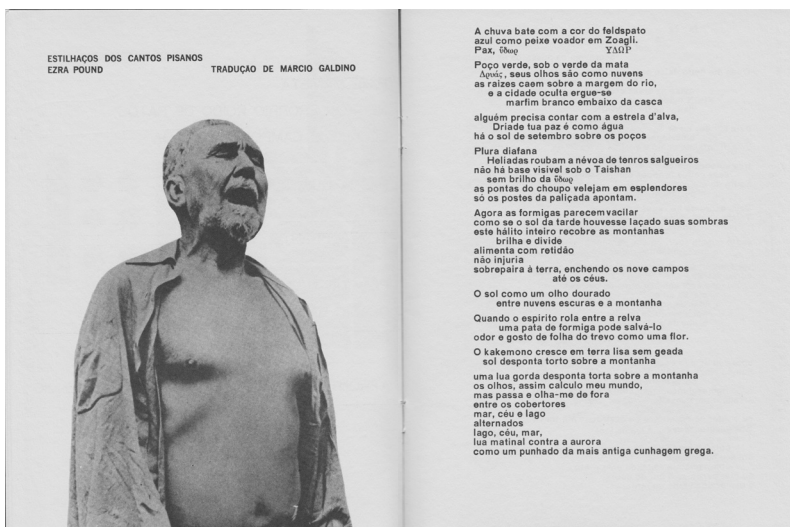 ESTILHAÇOS DOS CANTOS PISANOS
EZRA POUND TRADUÇÃO DE MARCIO GALDINO
A chuva bate com a cor do feldspato
azul como peixe voador em Zoagli.
Pax, ὕδωρ ΥΔΩΡ
Poço verde, sob o verde da mata
Δρυάς, seus olhos são como nuvens
as raizes caem sobre a margem do rio,
e a cidade oculta ergue-se
marfim branco embaixo da casca
alguém precisa contar com a estrela d'alva,
Driade tua paz é como água
há o sol de setembro sobre os poços
Plura diafana
Heliadas roubam a névoa de tenros salgueiros
não há base visivel sob o Taishan
sem brilho da ὕδωρ
as pontas do choupo velejam em esplendores
só os postes da paliçada apontam.
Agora as formigas parecem vacilar
como se o sol da tarde houvesse laçado suas sombras
este hálito inteiro recobre as montanhas
brilha e divide
alimenta com retidão
não injuria
sobrepaira à terra, enchendo os nove campos
até os céus.
O sol como um olho dourado
entre nuvens escuras e a montanha
Quando o espirito rola entre a relva
uma pata de formiga pode salvá-lo
odor e gosto de folha do trevo como uma flor.
O kakemono cresce em terra lisa sem geada
sol desponta torto sobre a montanha
uma lua gorda desponta torta sobre a montanha
os olhos, assim calculo meu mundo,
mas passa e olha-me de fora
entre os cobertores
mar, céu e lago
alternados
lago, céu, mar,
lua matinal contra a aurora
como um punhado da mais antiga cunhagem grega.